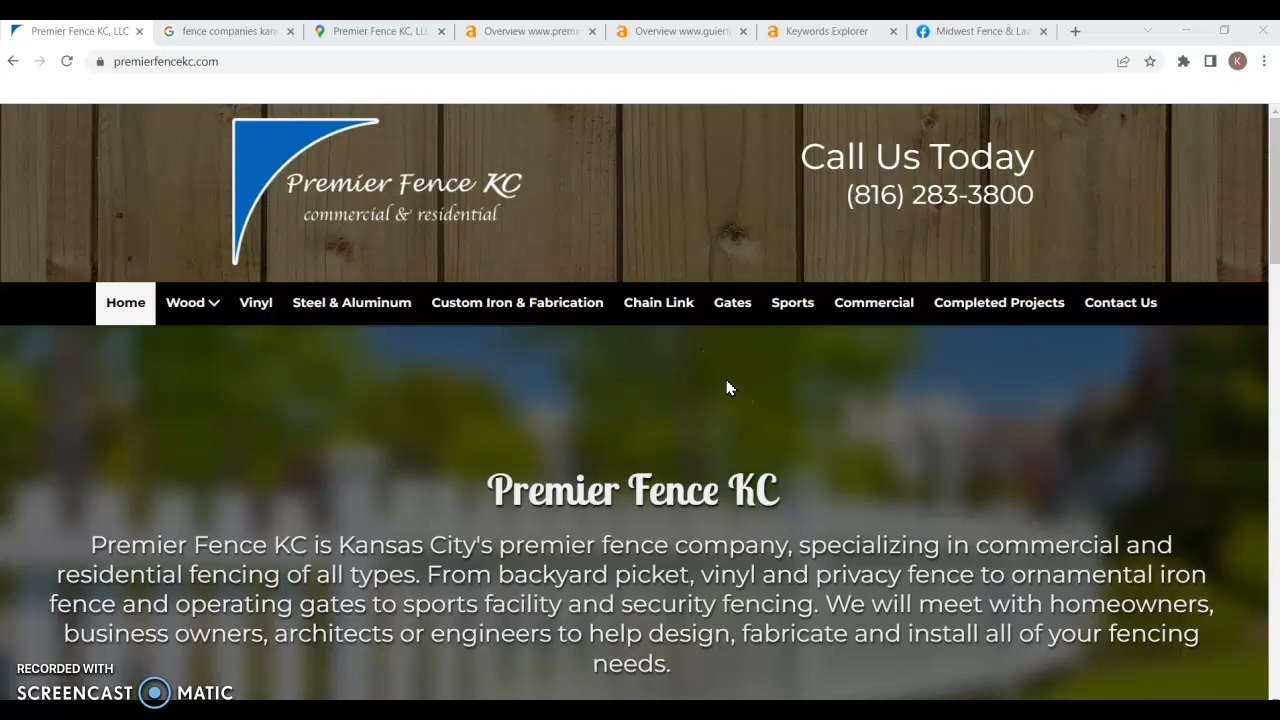 Premier Fence KC, LLC
fence companies kan
Premier Fence KC, LL
Overview www.premi
Overview www.guierf
Keywords Explorer
Midwest Fence & Law
premierfencekc.com
K
Premier Fence KC
commercial & residential
Call Us Today
(816) 283-3800
Home Wood Vinyl Steel & Aluminum Custom Iron & Fabrication Chain Link Gates Sports Commercial Completed Projects Contact Us
Premier Fence KC
Premier Fence KC is Kansas City's premier fence company, specializing in commercial and
residential fencing of all types. From backyard picket, vinyl and privacy fence to ornamental iron
fence and operating gates to sports facility and security fencing. We will meet with homeowners,
business owners, architects or engineers to help design, fabricate and install all of your fencing
needs.
RECORDED WITH
SCREENCAST MATIC